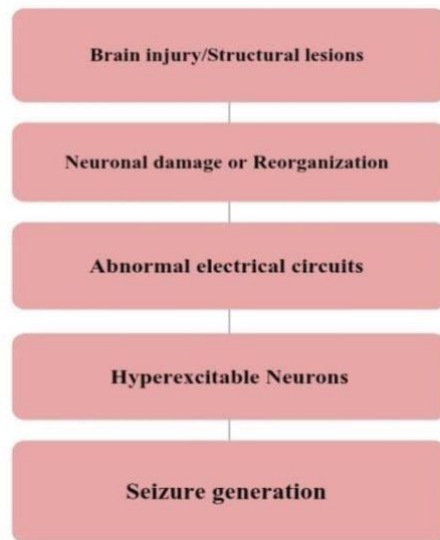 Brain injury/Structural lesions
Neuronal damage or Reorganization
Abnormal electrical circuits
Hyperexcitable Neurons
Seizure generation